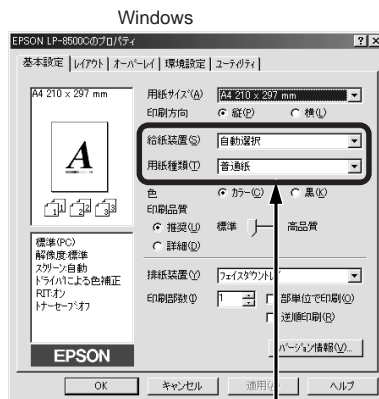 Windows
EPSON LP-8500Cのプロパティ
基本設定 レイアウト オーバーレイ 環境設定 ユーティリティ
A4 210 x 297 mm
用紙サイズ(A) A4 210 x 297 mm
印刷方向 縦(P) 横(L)
給紙装置(S) 自動選択
用紙種類(T) 普通紙
A
1 1 2 2 3 3
色 カラー(C) 黒(K)
印刷品質
推奨(U) 標準 高品質
詳細(D)
標準(PC)
解像度:標準
スクリーン:自動
ドライバによる色補正
RIT:オン
トナーセーブ:オフ
排紙装置(Y) フェイスダウントレイ
印刷部数(I) 1 部単位で印刷(O)
逆順印刷(R)
EPSON
バージョン情報(V)...
OK キャンセル 適用(A) ヘルプ